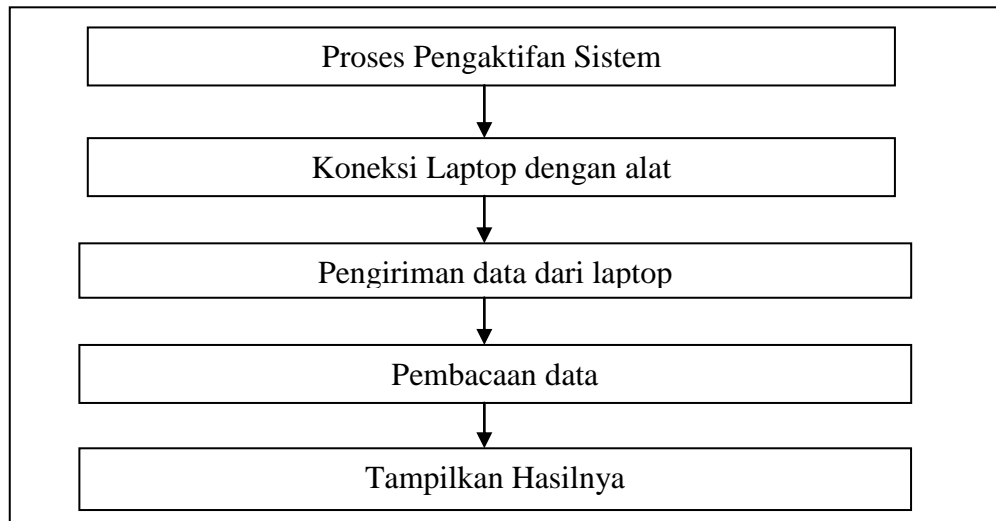 Proses Pengaktifan Sistem
Koneksi Laptop dengan alat
Pengiriman data dari laptop
Pembacaan data
Tampilkan Hasilnya